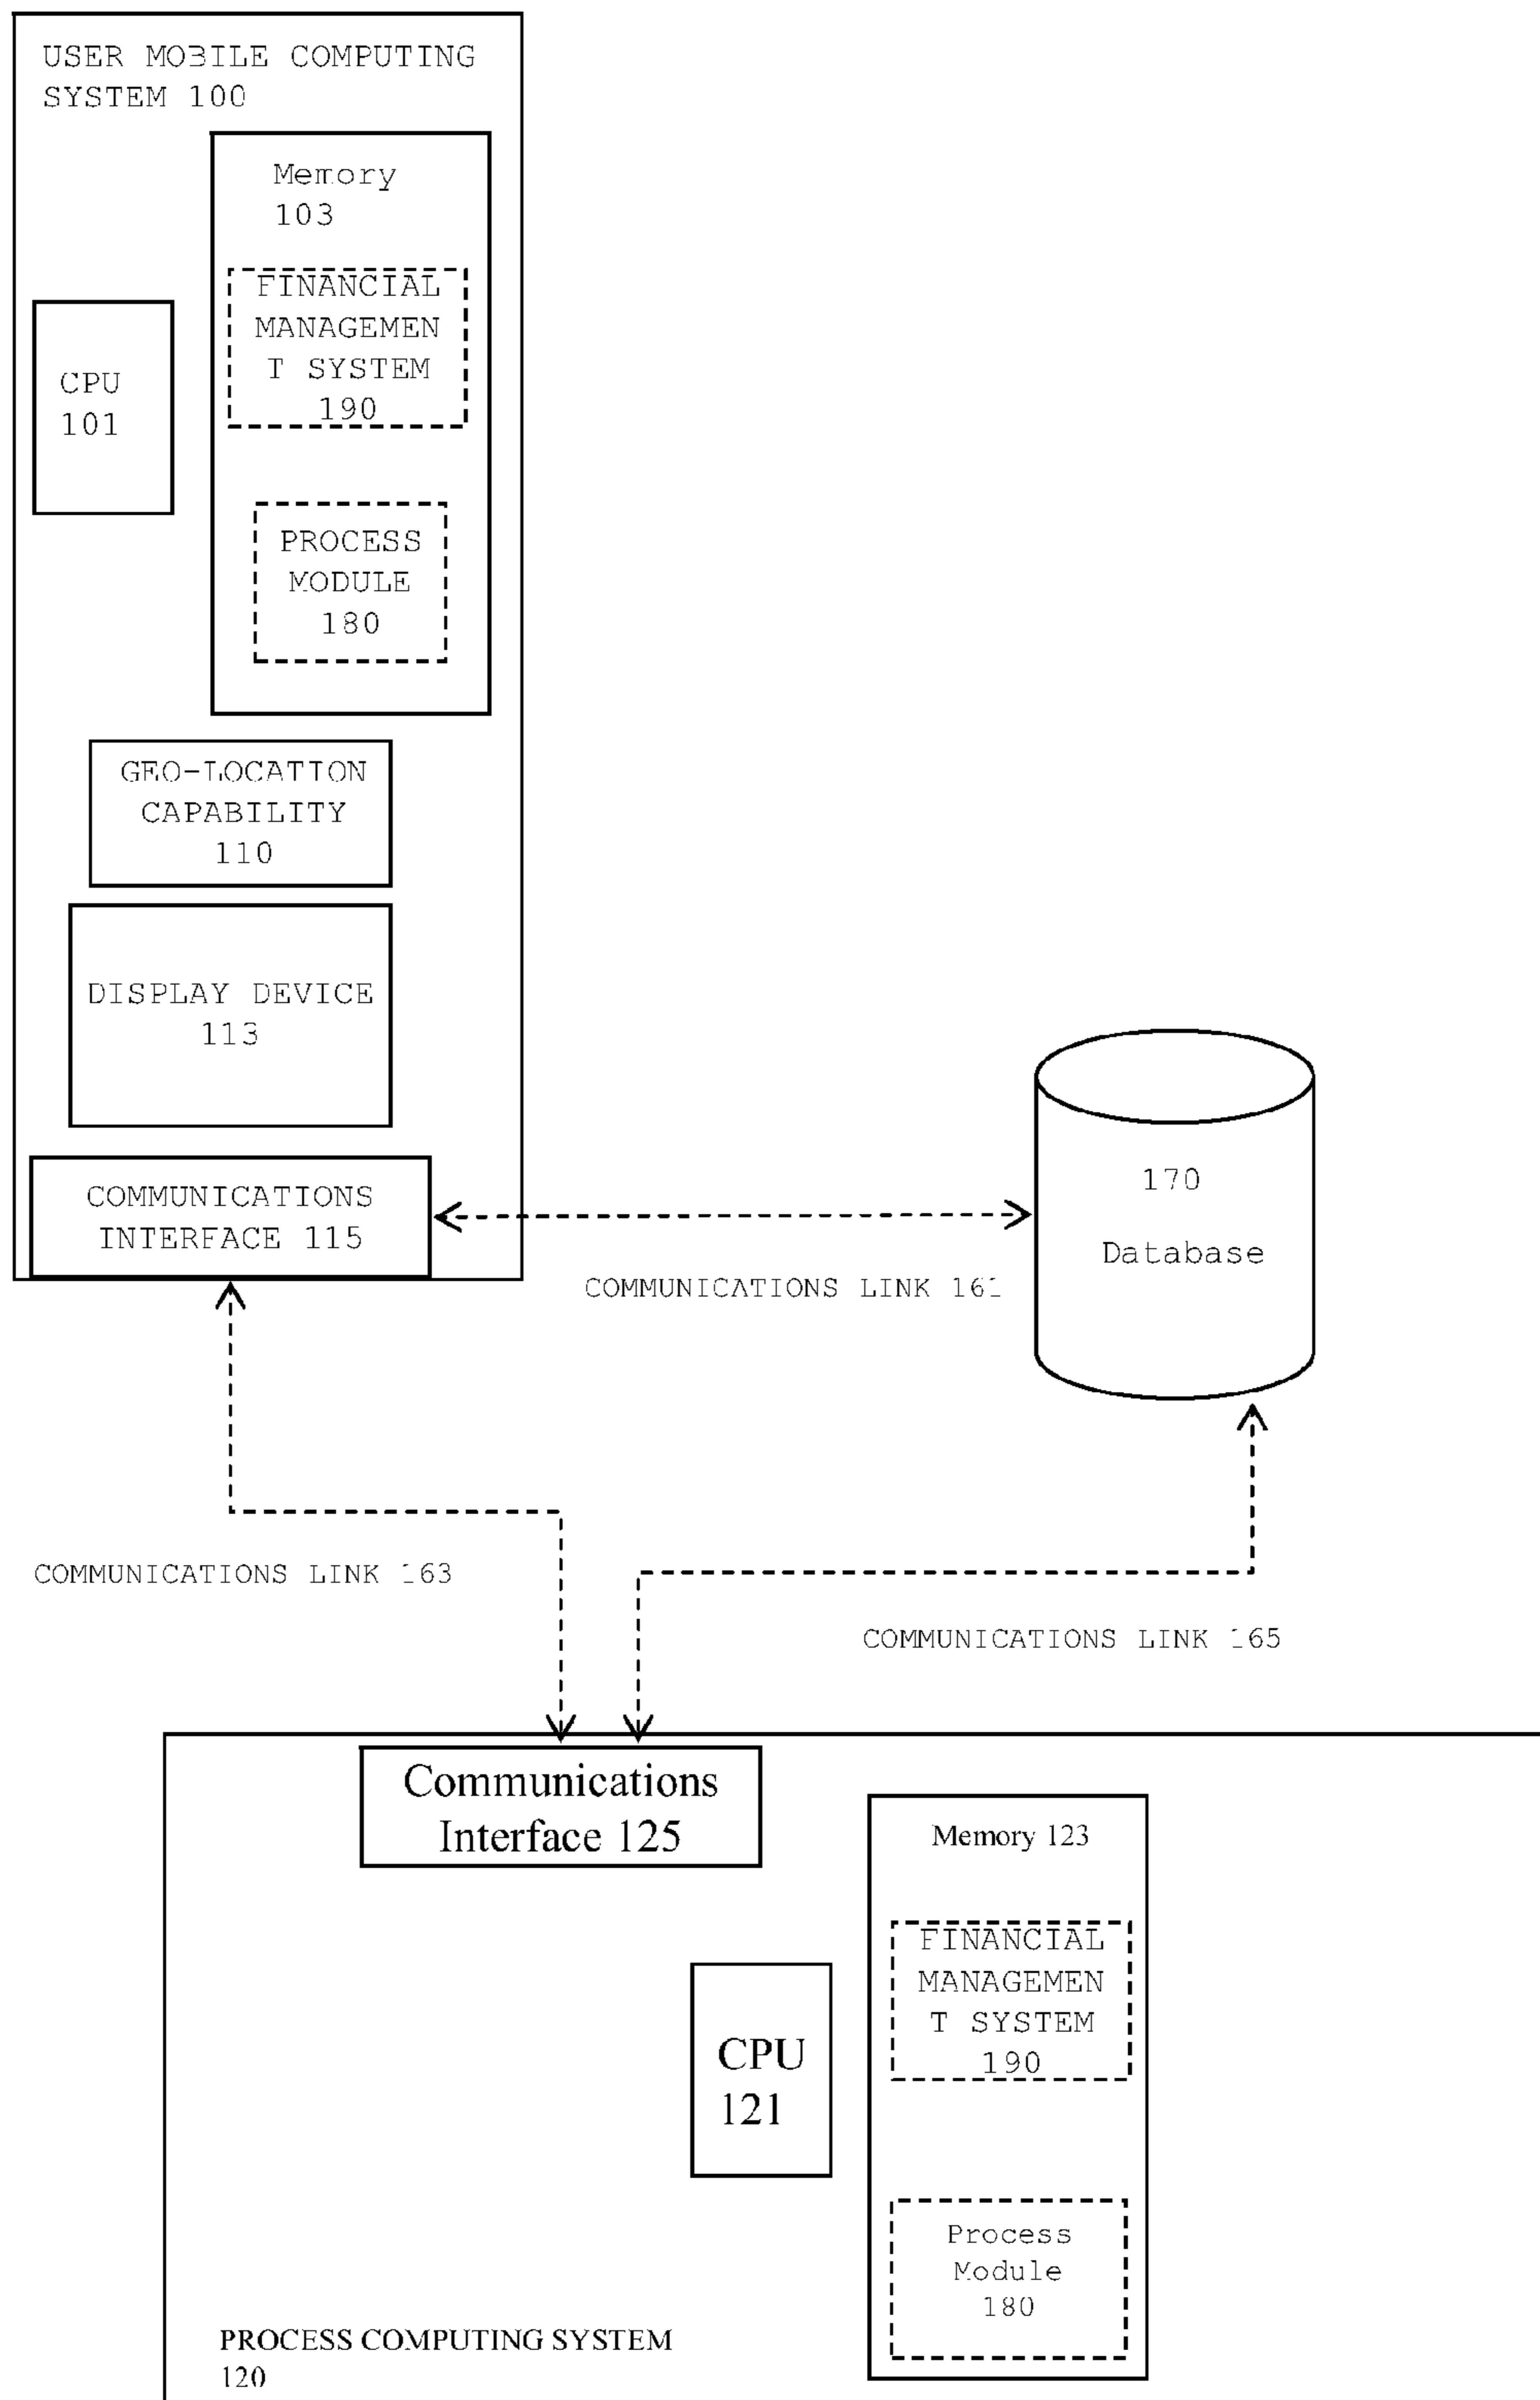 USER MOBILE COMPUTING
SYSTEM 100
Memory
103
FINANCIAL
MANAGEMEN
T SYSTEM
190
CPU
101
PROCESS
MODULE
180
GEO-LOCATION
CAPABILITY
110
DISPLAY DEVICE
113
COMMUNICATIONS
INTERFACE 115
170
Database
COMMUNICATIONS LINK 161
COMMUNICATIONS LINK 163
COMMUNICATIONS LINK 165
Communications
Interface 125
Memory 123
FINANCIAL
MANAGEMEN
T SYSTEM
190
CPU
121
Process
Module
180
PROCESS COMPUTING SYSTEM
120